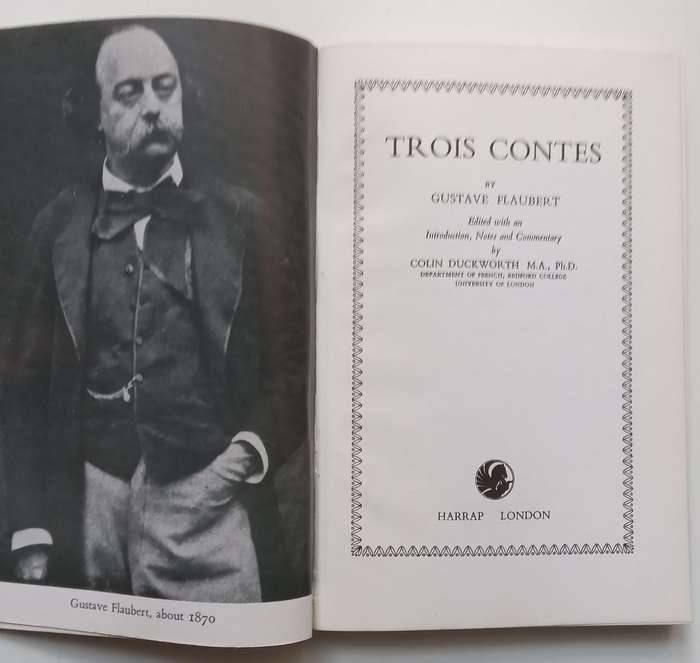 Gustave Flaubert, about 1870
TROIS CONTES
BY
GUSTAVE FLAUBERT
Edited with an
Introduction, Notes and Commentary
by
COLIN DUCKWORTH M.A., Ph.D.
DEPARTMENT OF FRENCH, BEDFORD COLLEGE
UNIVERSITY OF LONDON
HARRAP LONDON